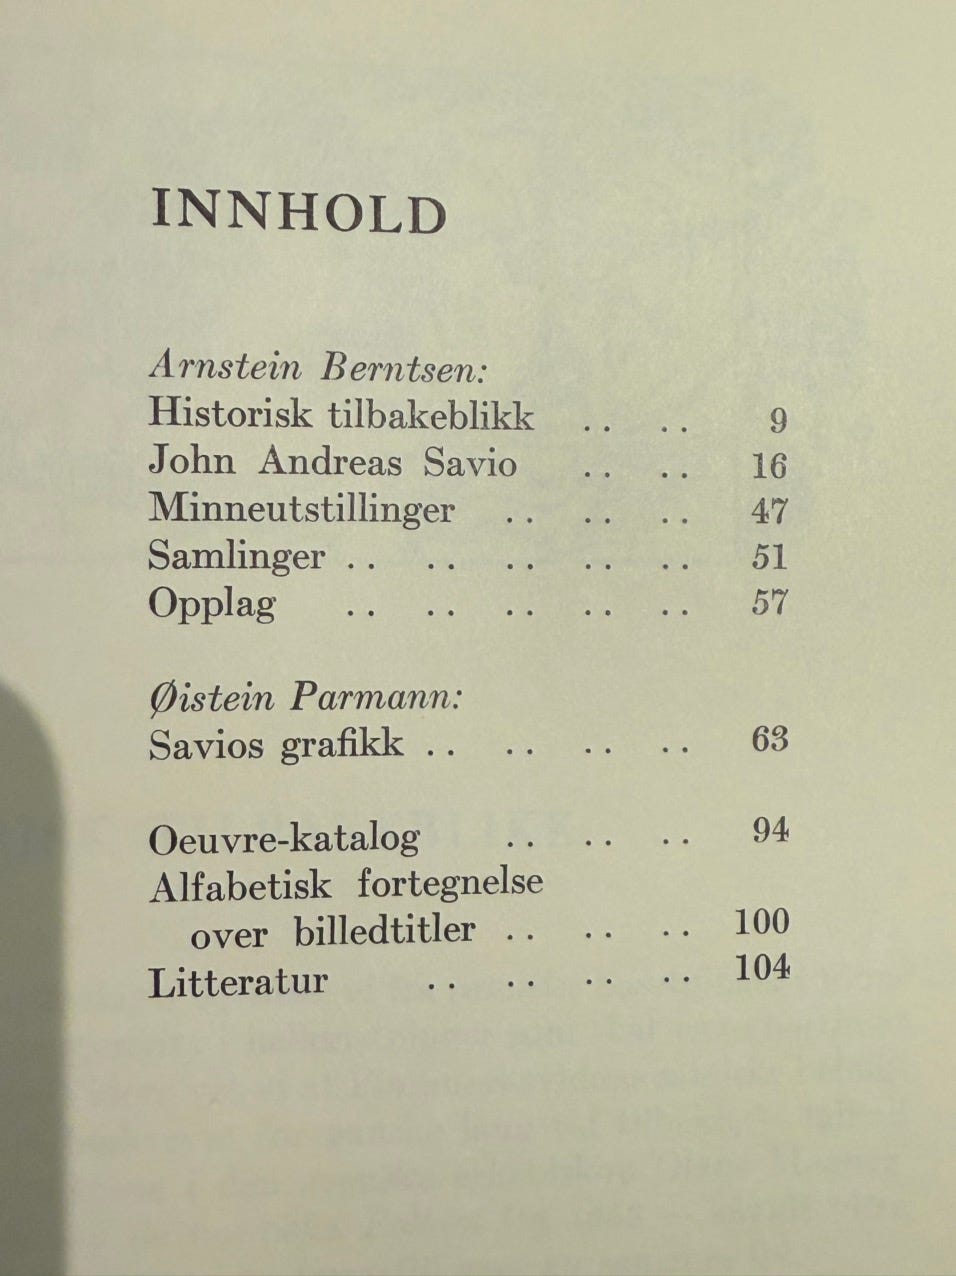 INNHOLD
Arnstein Berntsen:
Historisk tilbakeblikk .. .. 9
John Andreas Savio .. .. 16
Minneutstillinger .. .. .. 47
Samlinger .. .. .. .. .. 51
Opplag .. .. .. .. .. 57
Øistein Parmann:
Savios grafikk .. .. .. .. 63
Oeuvre-katalog .. .. .. 94
Alfabetisk fortegnelse
over billedtitler .. .. .. 100
Litteratur .. .. .. .. 104